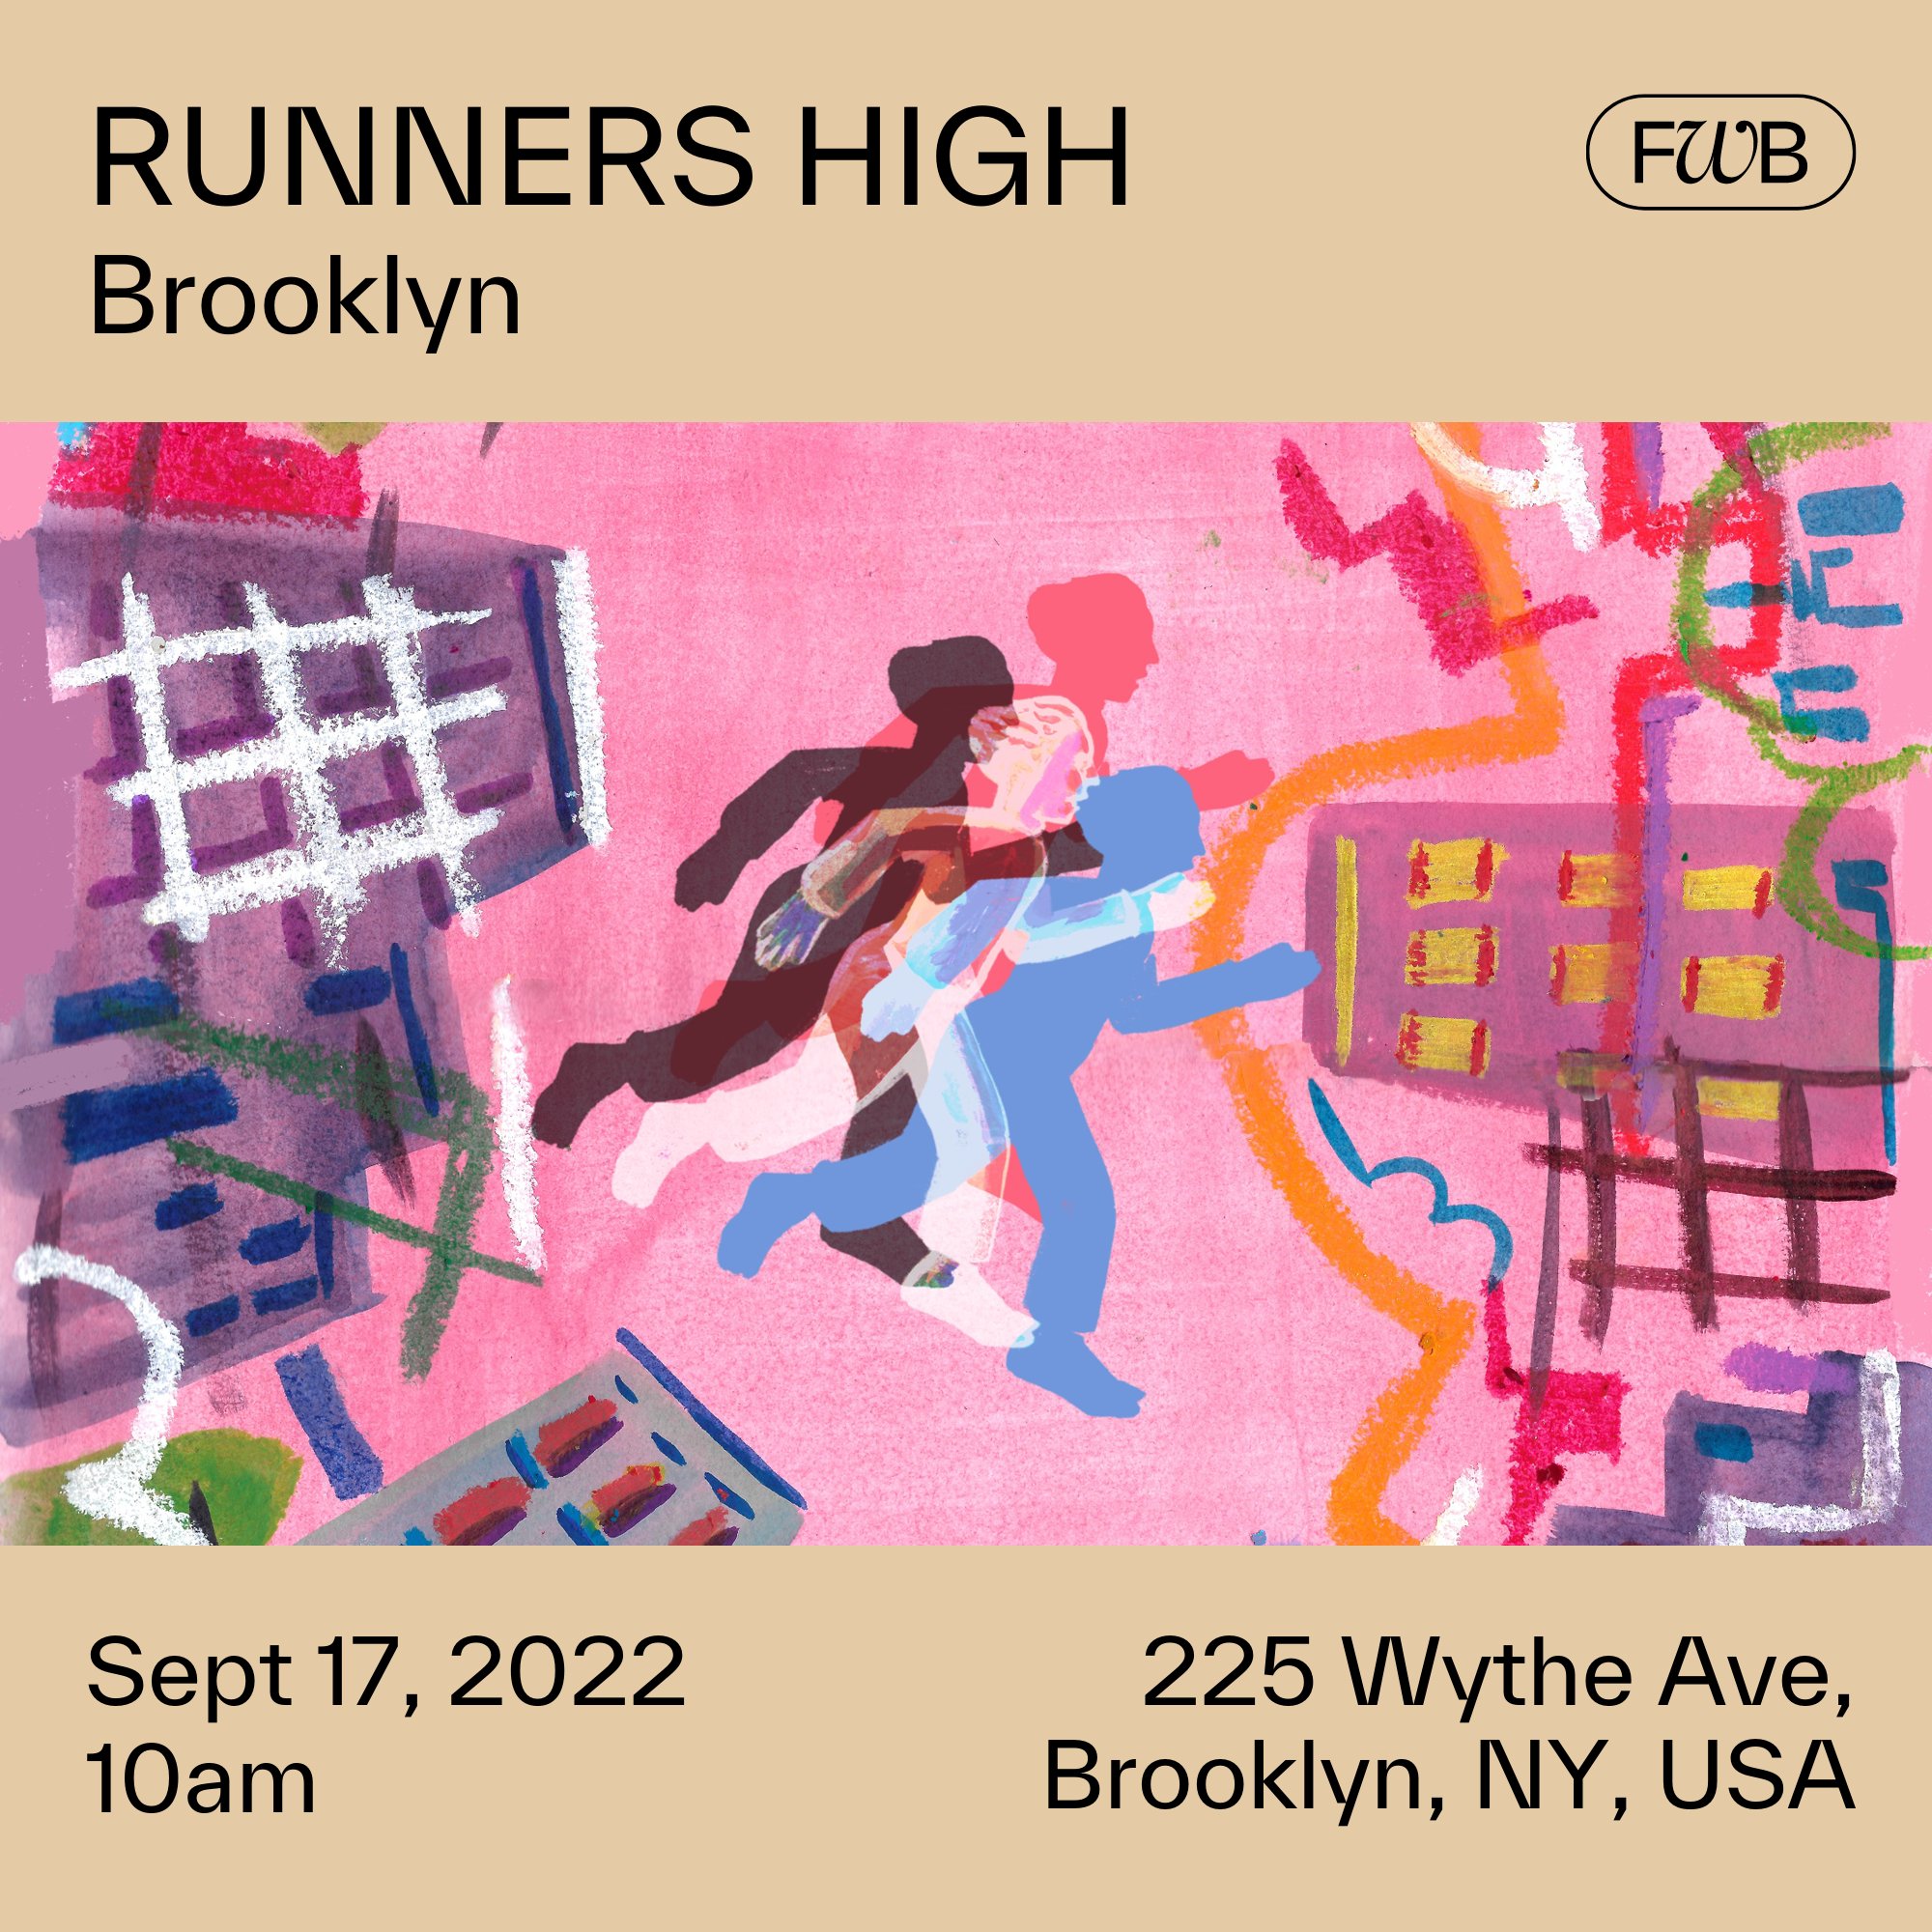 RUNNERS HIGH
FWB
Brooklyn
Sept 17, 2022
10am
225 Wythe Ave,
Brooklyn, NY, USA